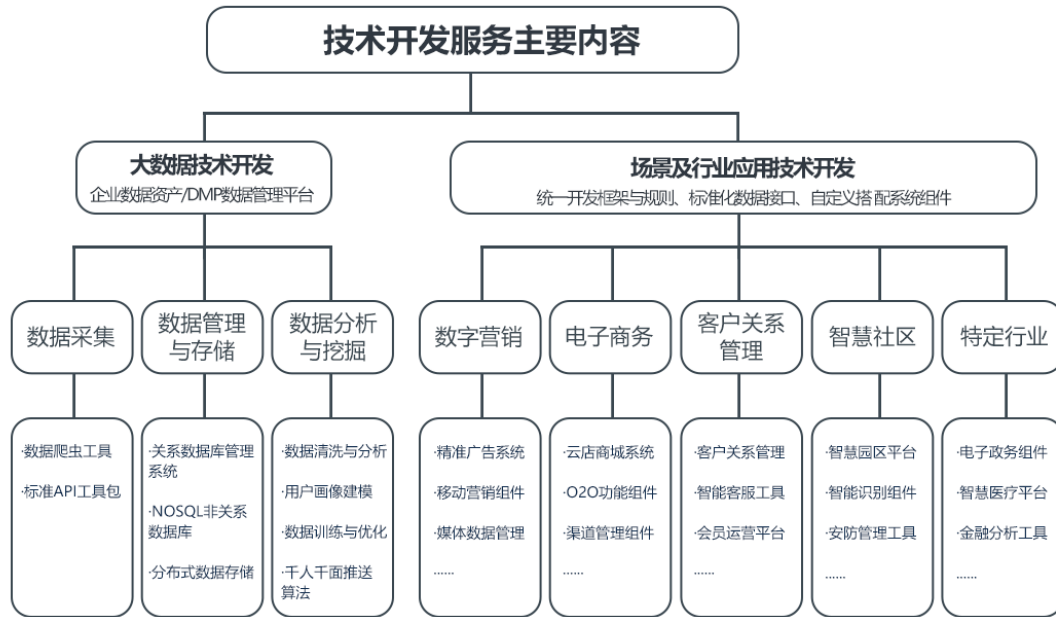 技术开发服务主要内容
大数据技术开发
企业数据资产/DMP数据管理平台
场景及行业应用技术开发
统一开发框架与规则、标准化数据接口、自定义搭配系统组件
数据采集
数据管理
与存储
数据分析
与挖掘
数字营销
电子商务
客户关系
管理
智慧社区
特定行业
·数据爬虫工具
·标准API工具包
·关系数据库管理
系统
·NOSQL非关系
数据库
·分布式数据存储
·数据清洗与分析
·用户画像建模
·数据训练与优化
·千人千面推送
算法
·精准广告系统
·移动营销组件
·媒体数据管理
......
·云店商城系统
·O2O功能组件
·渠道管理组件
......
·客户关系管理
·智能客服工具
·会员运营平台
......
·智慧园区平台
·智能识别组件
·安防管理工具
......
·电子政务组件
·智慧医疗平台
·金融分析工具
......